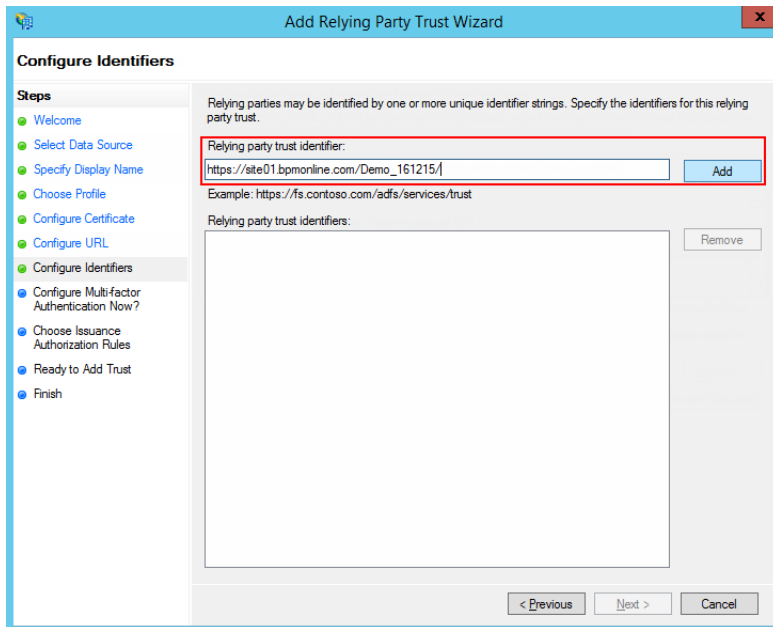 Add Relying Party Trust Wizard
x
Configure Identifiers
Steps
Welcome
Select Data Source
Specify Display Name
Choose Profile
Configure Certificate
Configure URL
Configure Identifiers
Configure Multi-factor
Authentication Now?
Choose Issuance
Authorization Rules
Ready to Add Trust
Finish
Relying parties may be identified by one or more unique identifier strings. Specify the identifiers for this relying
party trust.
Relying party trust identifier:
https://site01.bpmonline.com/Demo_161215/
Add
Example: https://fs.contoso.com/adfs/services/trust
Relying party trust identifiers:
Remove
< Previous
Next >
Cancel